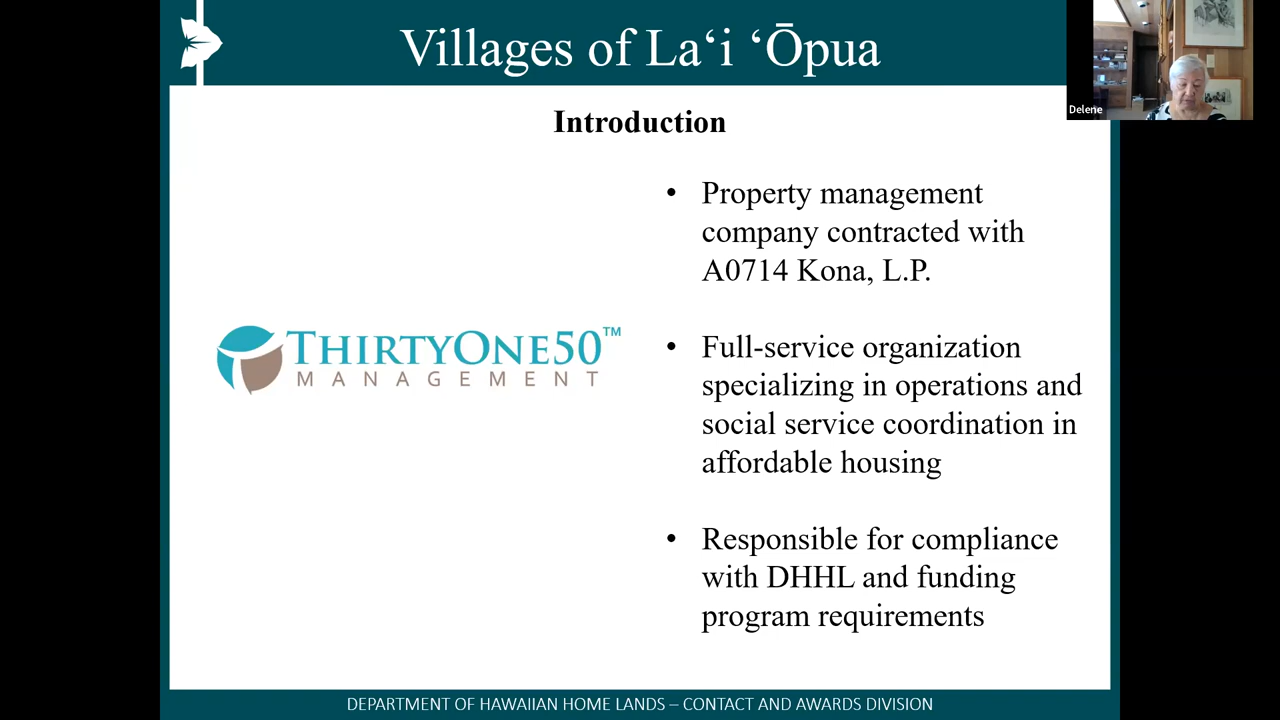 Villages of Laʻi ʻŌpua
Delene
Introduction
• Property management
company contracted with
A0714 Kona, L.P.
THIRTYONE50™
MANAGEMENT
• Full-service organization
specializing in operations and
social service coordination in
affordable housing
• Responsible for compliance
with DHHL and funding
program requirements
DEPARTMENT OF HAWAIIAN HOME LANDS – CONTACT AND AWARDS DIVISION